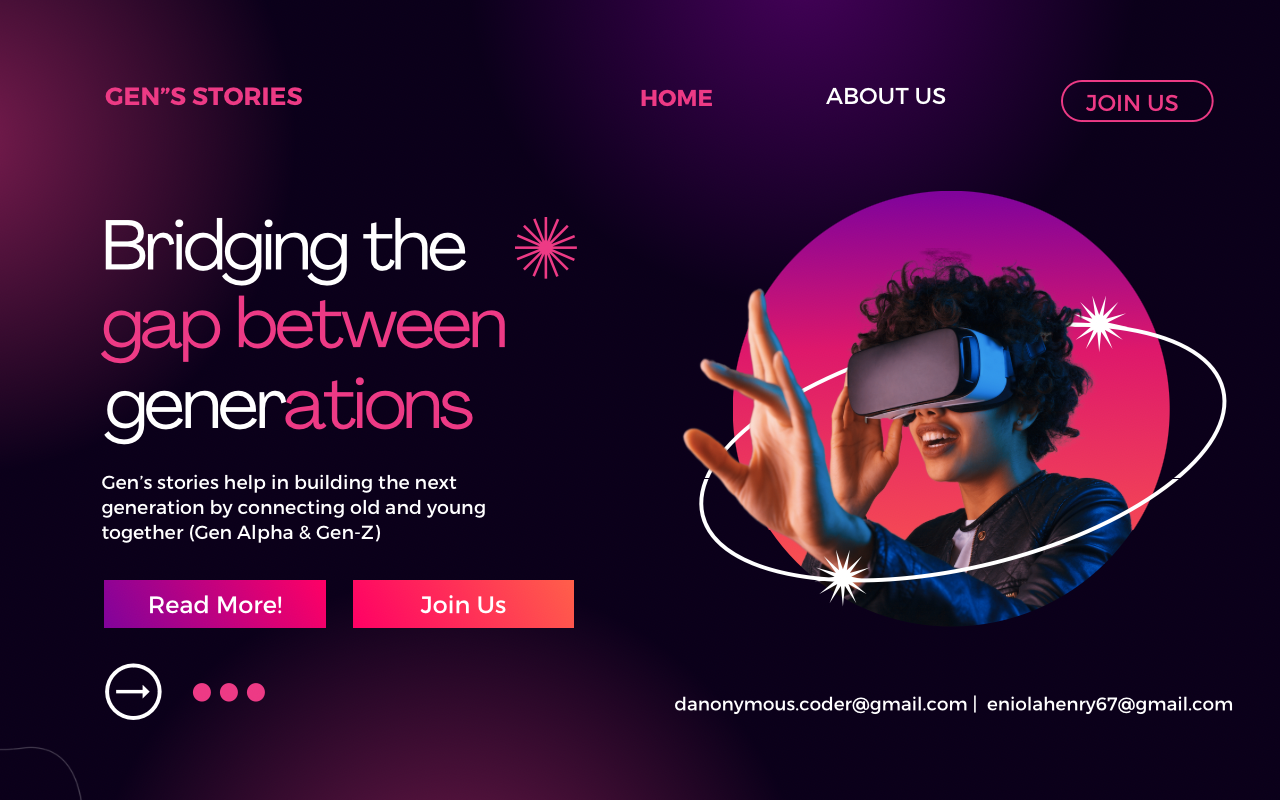 GEN”S STORIES
HOME
ABOUT US
JOIN US
Bridging the
gap between
generations
Gen’s stories help in building the next
generation by connecting old and young
together (Gen Alpha & Gen-Z)
Read More!
Join Us
danonymous.coder@gmail.com | eniolahenry67@gmail.com